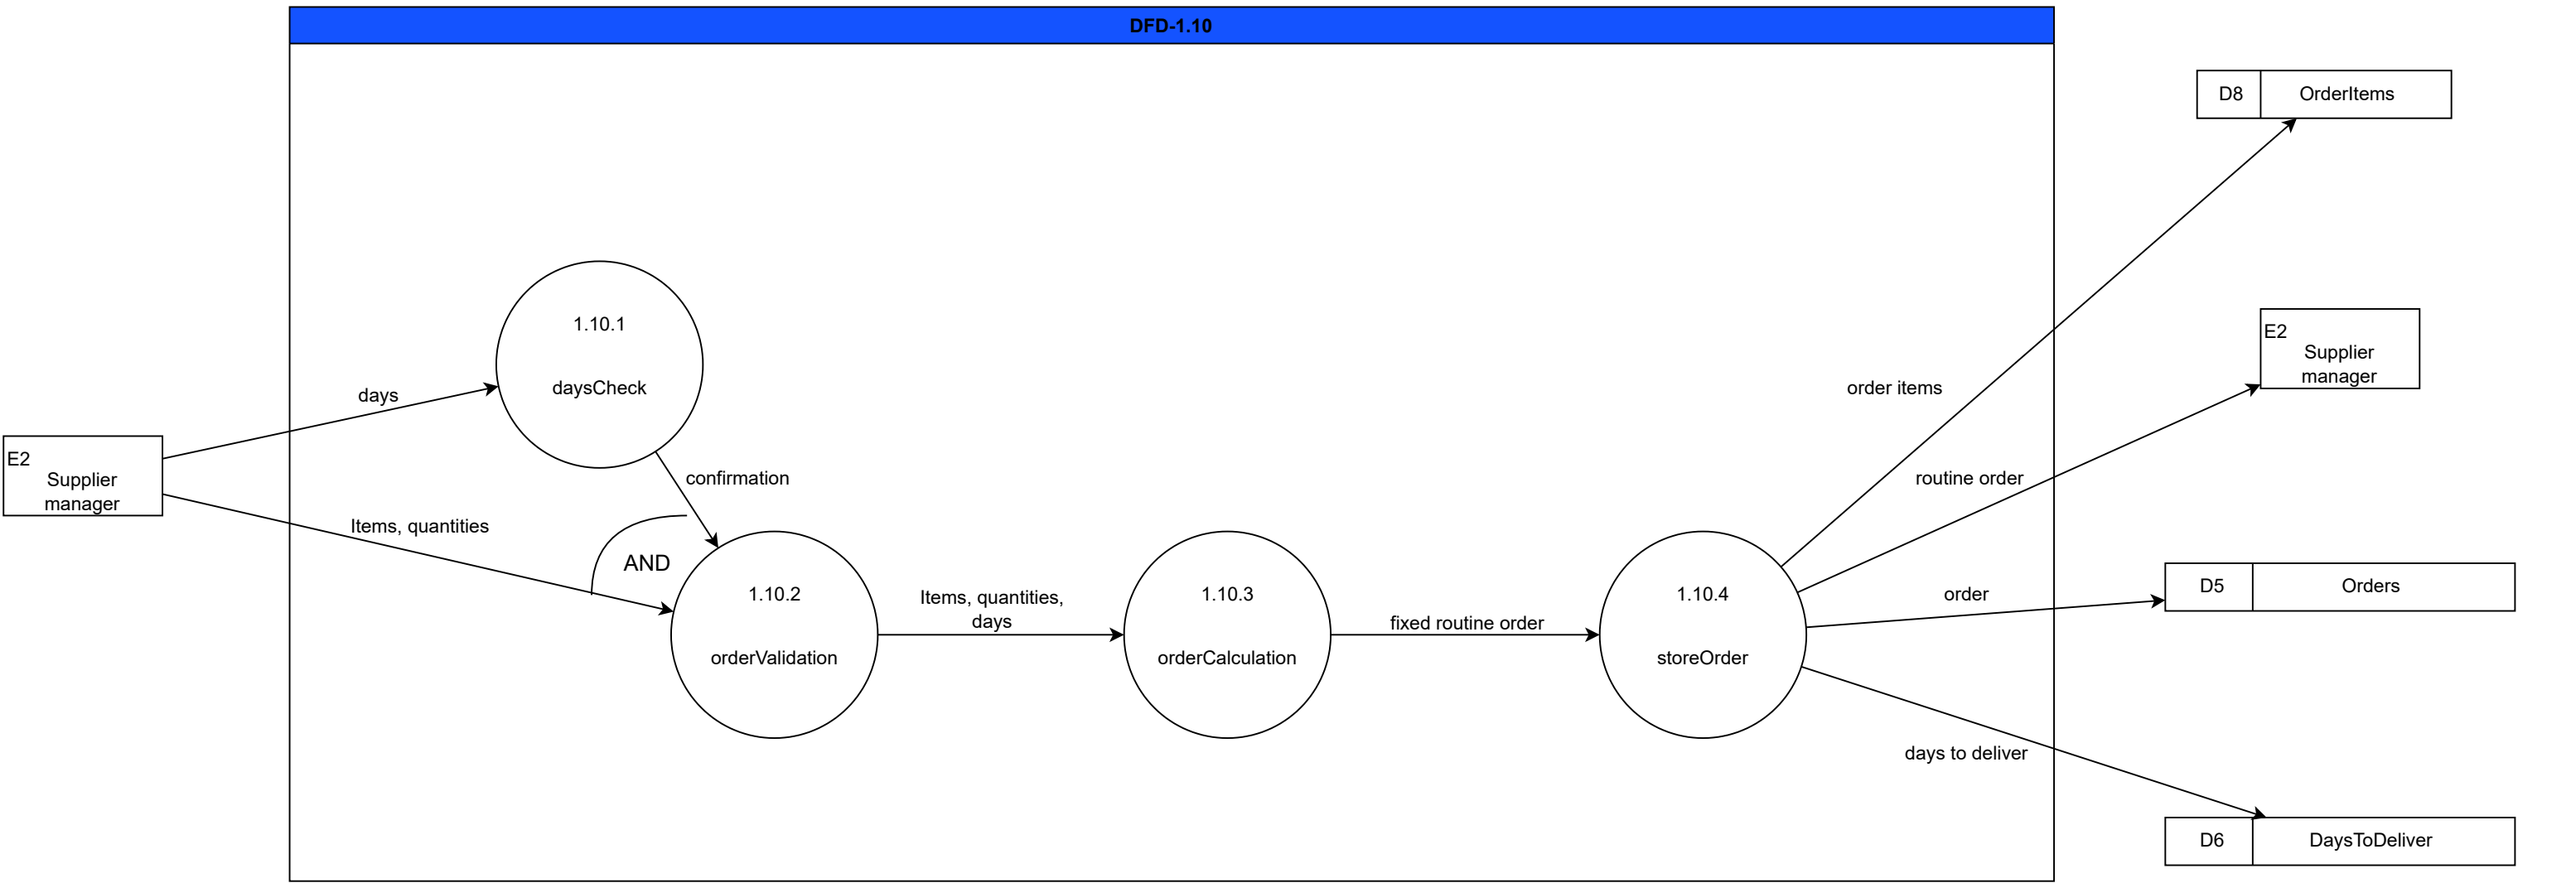 DFD-1.10
D8
OrderItems
1.10.1
daysCheck
E2
Supplier
manager
days
order items
E2
Supplier
manager
confirmation
routine order
Items, quantities
AND
1.10.2
orderValidation
Items, quantities,
days
1.10.3
orderCalculation
fixed routine order
1.10.4
storeOrder
order
D5
Orders
days to deliver
D6
DaysToDeliver